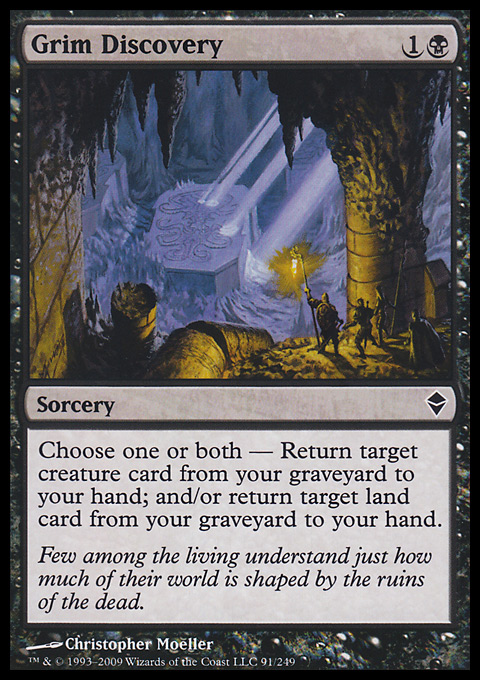 Grim Discovery 1
Sorcery
Choose one or both — Return target
creature card from your graveyard to
your hand; and/or return target land
card from your graveyard to your hand.
Few among the living understand just how
much of their world is shaped by the ruins
of the dead.
Christopher Moeller
™ & © 1993–2009 Wizards of the Coast LLC 91/249